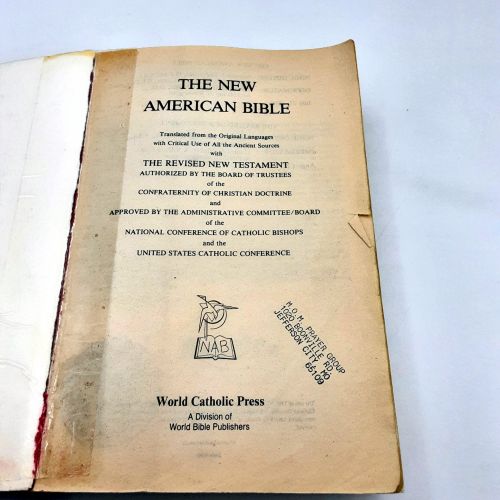 THE NEW
AMERICAN BIBLE
Translated from the Original Languages
with Critical Use of All the Ancient Sources
with
THE REVISED NEW TESTAMENT
AUTHORIZED BY THE BOARD OF TRUSTEES
of the
CONFRATERNITY OF CHRISTIAN DOCTRINE
and
APPROVED BY THE ADMINISTRATIVE COMMITTEE/BOARD
of the
NATIONAL CONFERENCE OF CATHOLIC BISHOPS
and the
UNITED STATES CATHOLIC CONFERENCE
NAB
M.O.M. PRAYER GROUP
1020 BOONVILLE RD
JEFFERSON CITY, MO
65109
World Catholic Press
A Division of
World Bible Publishers